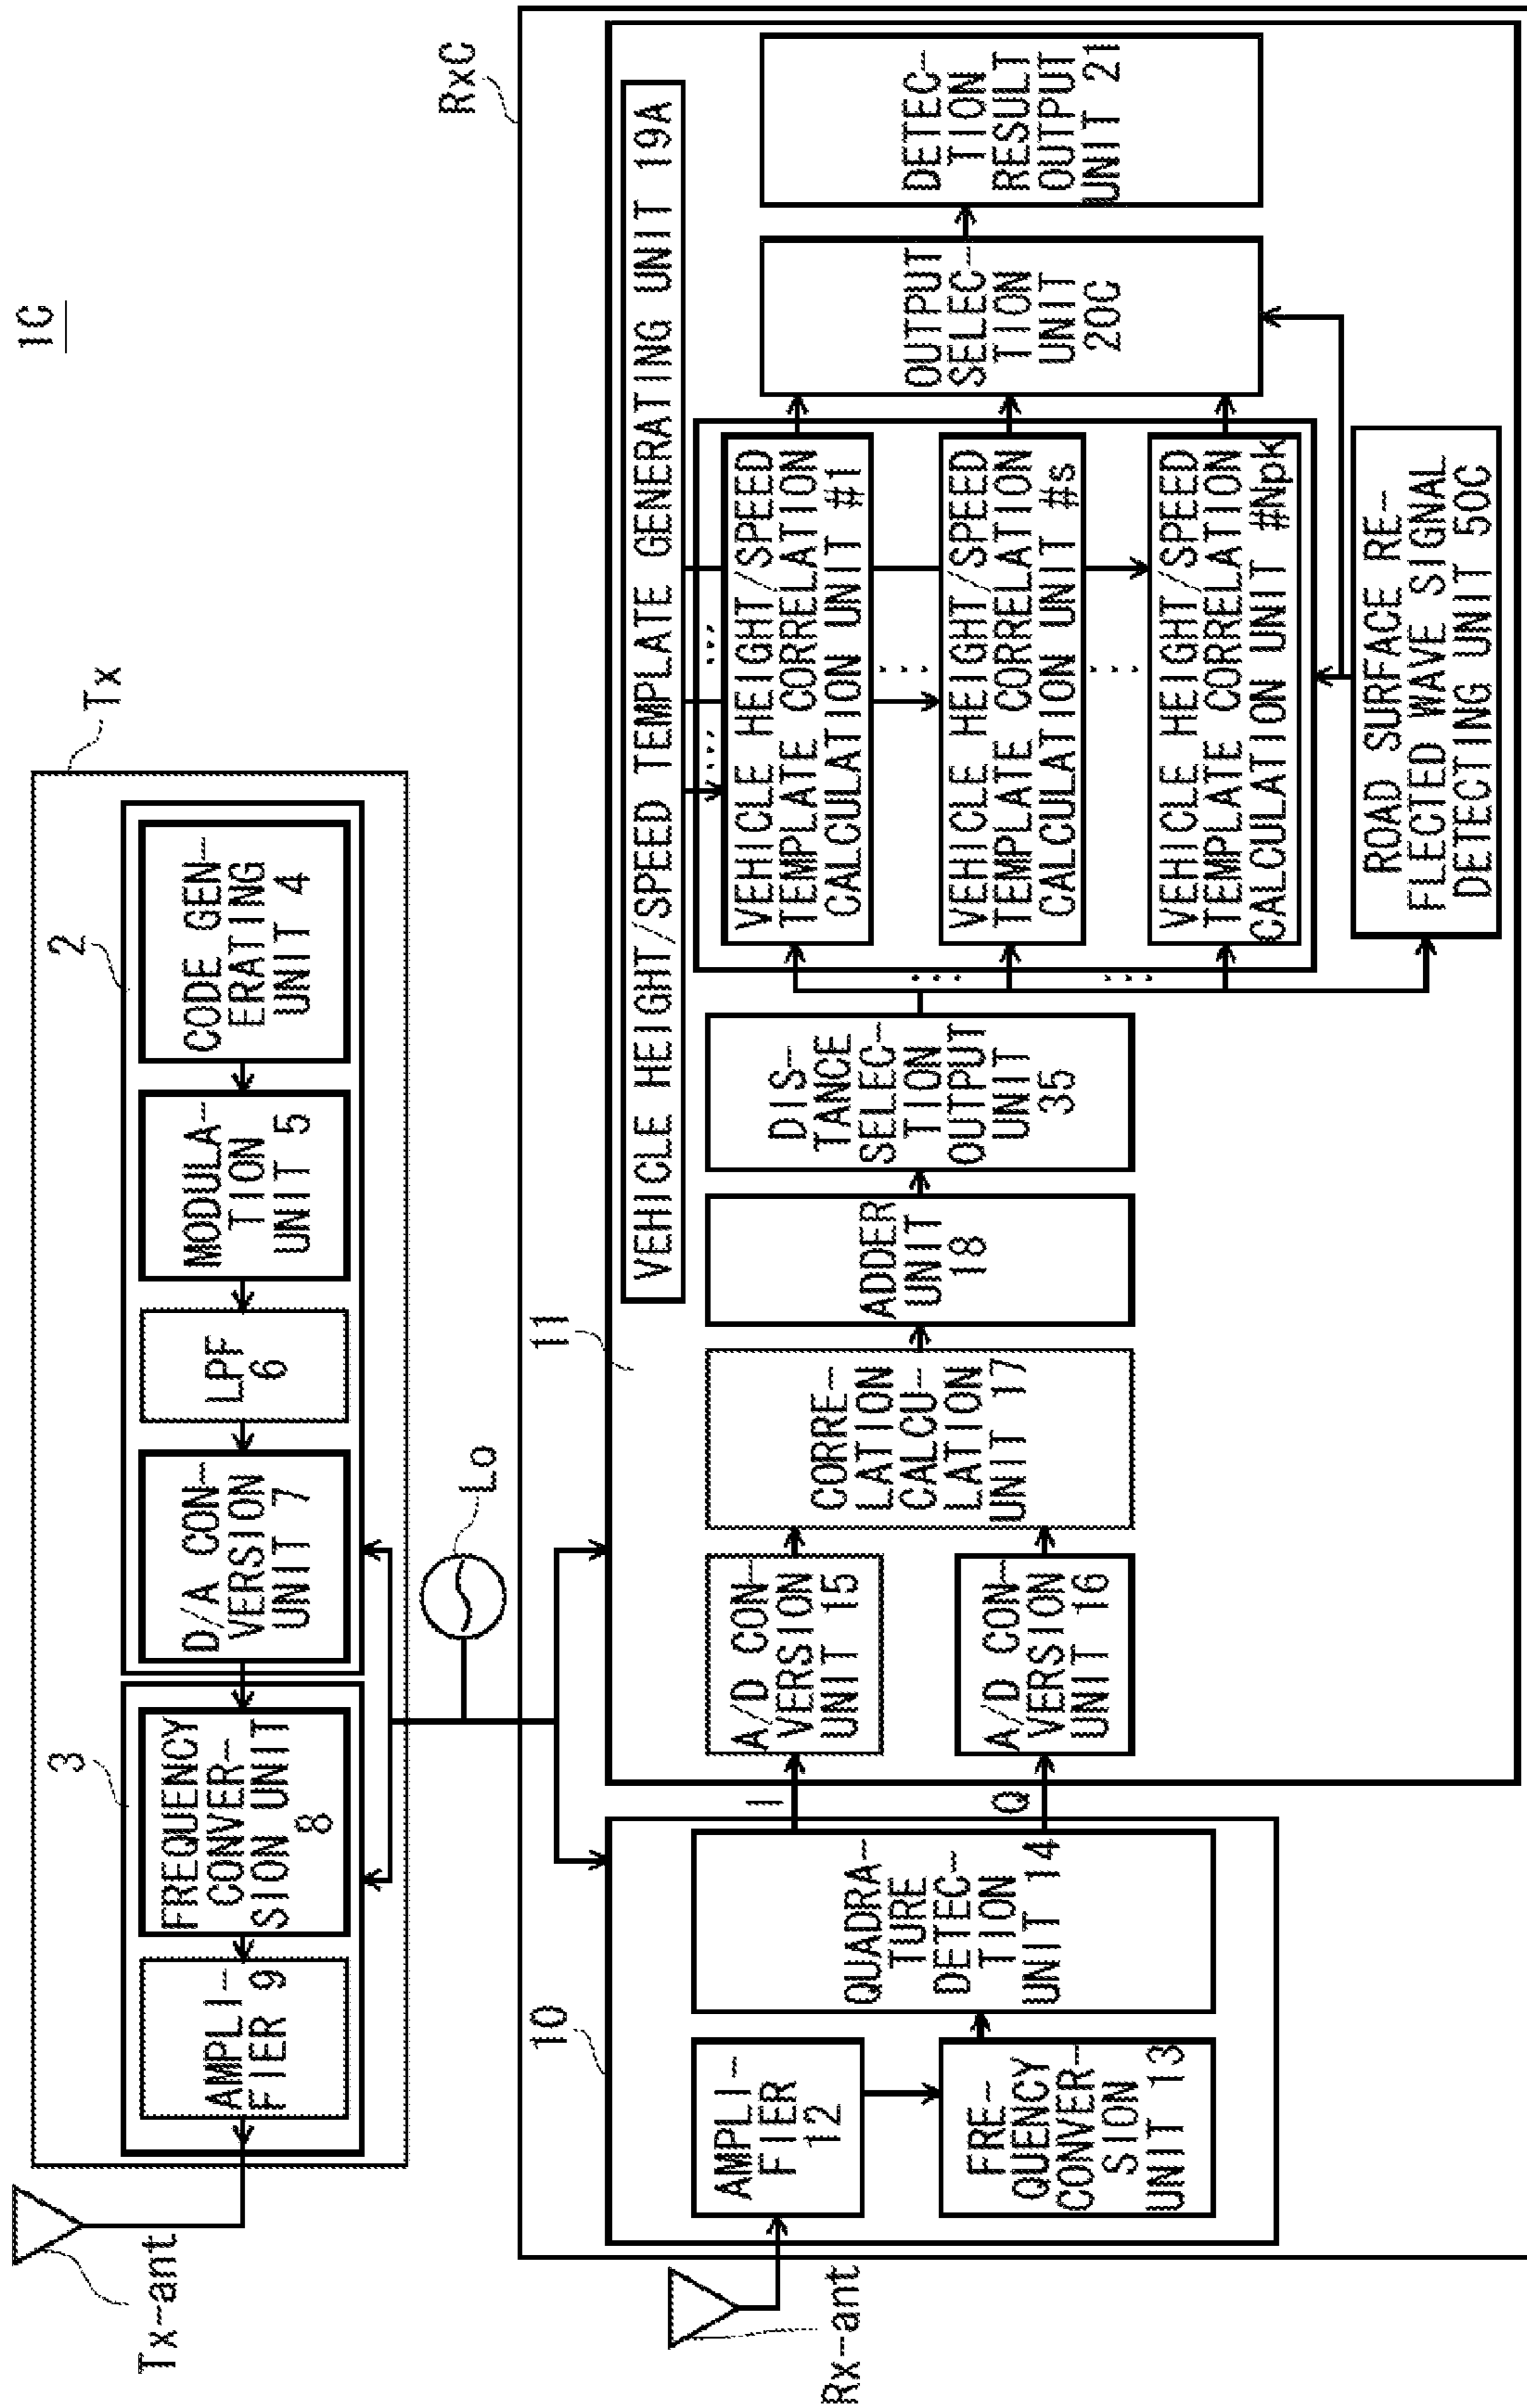 1C
Tx
2
CODE GEN-
ERATING
UNIT 4
MODULA-
TION
UNIT 5
LPF
6
D/A CON-
VERSION
UNIT 7
3
FREQUENCY
CONVER-
SION UNIT
8
AMPLI-
FIER 9
Tx-ant
Lo
RxC
10
AMPLI-
FIER
12
FRE-
QUENCY
CONVER-
SION
UNIT 13
QUADRA-
TURE
DETEC-
TION
UNIT 14
Rx-ant
I
Q
11
A/D CON-
VERSION
UNIT 15
A/D CON-
VERSION
UNIT 16
CORRE-
LATION
CALCU-
LATION
UNIT 17
ADDER
UNIT
18
DIS-
TANCE
SELEC-
TION
OUTPUT
UNIT
35
VEHICLE HEIGHT/SPEED TEMPLATE GENERATING UNIT 19A
VEHICLE HEIGHT/SPEED
TEMPLATE CORRELATION
CALCULATION UNIT #1
VEHICLE HEIGHT/SPEED
TEMPLATE CORRELATION
CALCULATION UNIT #s
VEHICLE HEIGHT/SPEED
TEMPLATE CORRELATION
CALCULATION UNIT #Npk
ROAD SURFACE RE-
FLECTED WAVE SIGNAL
DETECTING UNIT 50C
OUTPUT
SELEC-
TION
UNIT
20C
DETEC-
TION
RESULT
OUTPUT
UNIT 21